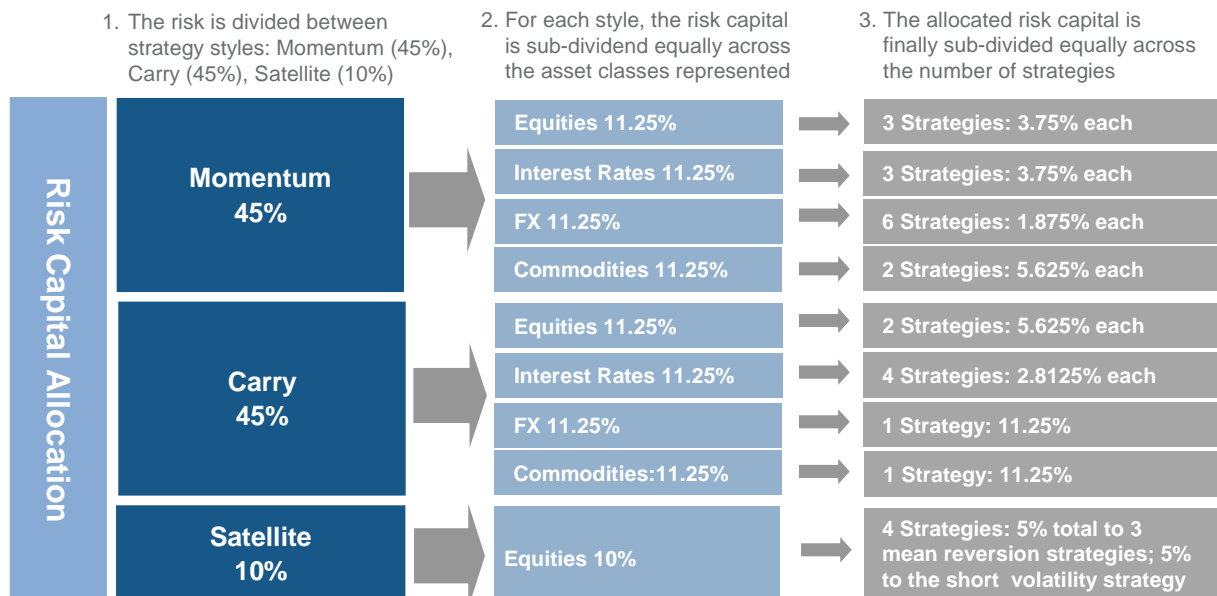 1. The risk is divided between
strategy styles: Momentum (45%),
Carry (45%), Satellite (10%)
2. For each style, the risk capital
is sub-dividend equally across
the asset classes represented
3. The allocated risk capital is
finally sub-divided equally across
the number of strategies
Risk Capital Allocation
Momentum
45%
Equities 11.25%
3 Strategies: 3.75% each
Interest Rates 11.25%
3 Strategies: 3.75% each
FX 11.25%
6 Strategies: 1.875% each
Commodities 11.25%
2 Strategies: 5.625% each
Carry
45%
Equities 11.25%
2 Strategies: 5.625% each
Interest Rates 11.25%
4 Strategies: 2.8125% each
FX 11.25%
1 Strategy: 11.25%
Commodities:11.25%
1 Strategy: 11.25%
Satellite
10%
Equities 10%
4 Strategies: 5% total to 3
mean reversion strategies; 5%
to the short volatility strategy